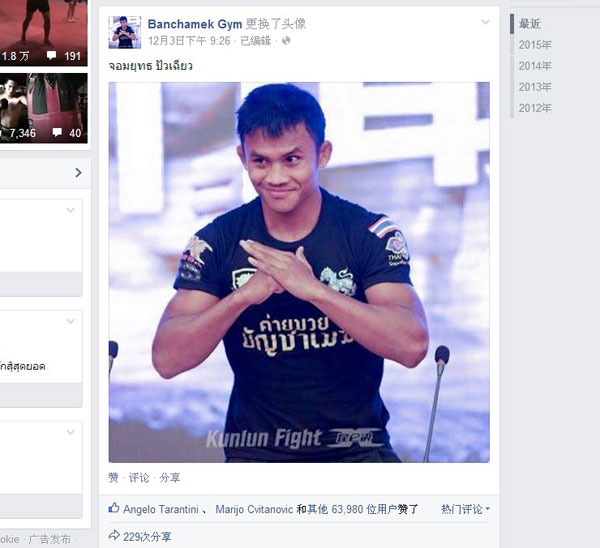 1.8 万 191
7,346 40
Banchamek Gym 更换了头像
12月3日下午 9:26 · 已编辑 ·
จอมยุทธ ปัวเฉียว
ค่ายมวย
บัญชาเมฆ
THAI
Kunlun Fight
赞 · 评论 · 分享
Angelo Tarantini 、 Marijo Cvitanovic 和其他 63,980 位用户赞了
热门评论
229次分享
okie · 广告发布 ·
最近
2015年
2014年
2013年
2012年